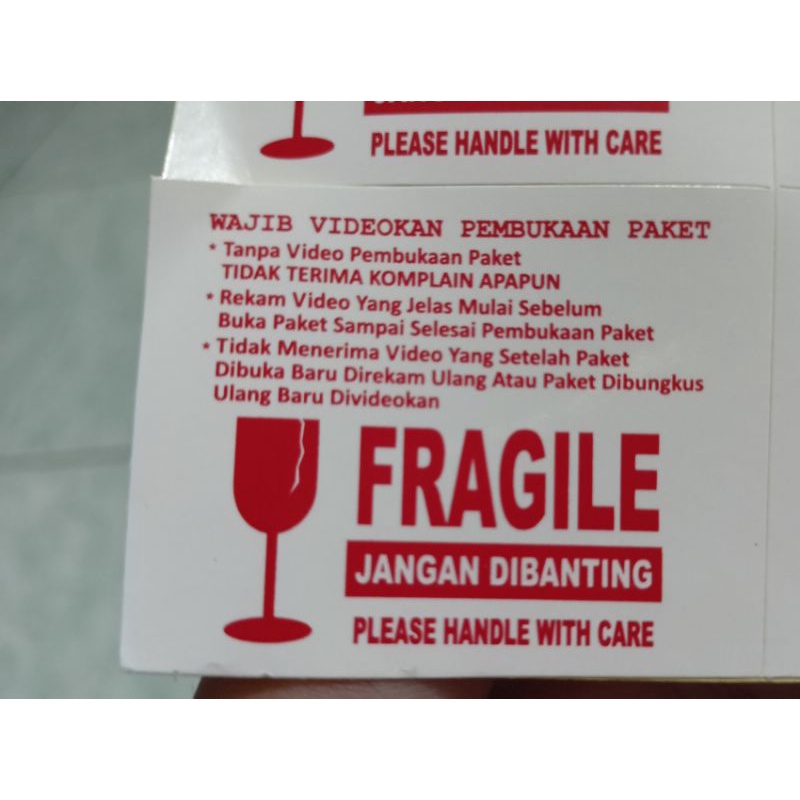 PLEASE HANDLE WITH CARE
WAJIB VIDEOKAN PEMBUKAAN PAKET
* Tanpa Video Pembukaan Paket
TIDAK TERIMA KOMPLAIN APAPUN
* Rekam Video Yang Jelas Mulai Sebelum
Buka Paket Sampai Selesai Pembukaan Paket
* Tidak Menerima Video Yang Setelah Paket
Dibuka Baru Direkam Ulang Atau Paket Dibungkus
Ulang Baru Divideokan
FRAGILE
JANGAN DIBANTING
PLEASE HANDLE WITH CARE